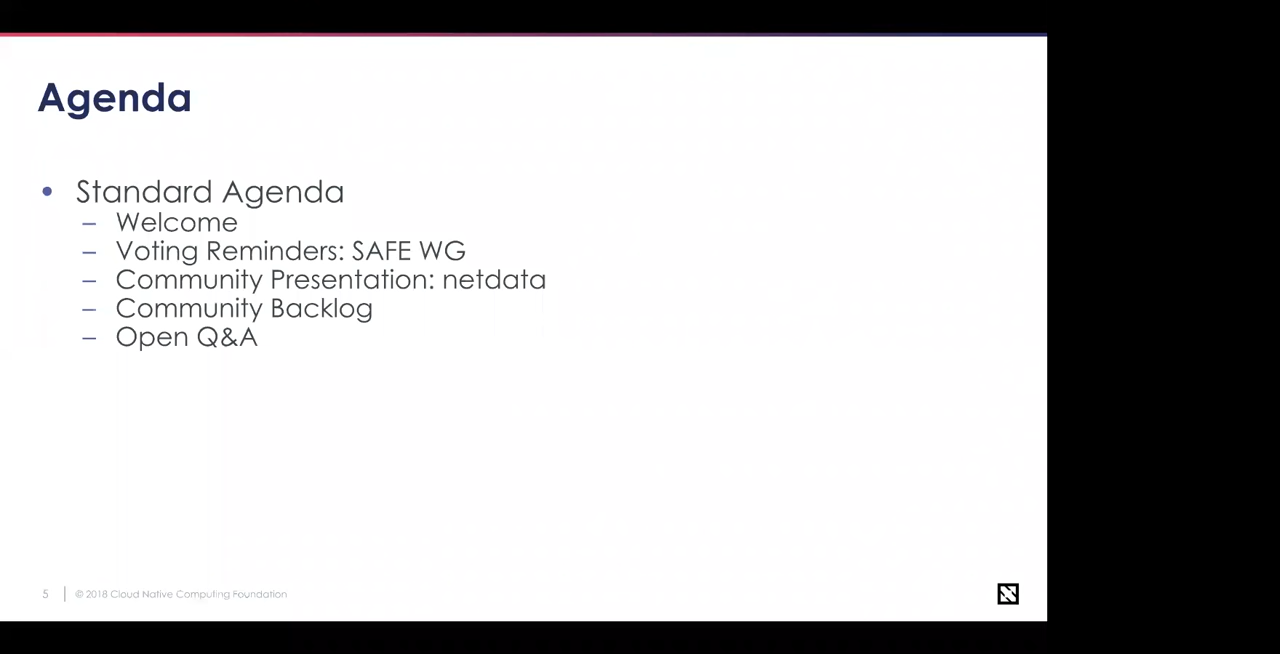 Agenda
• Standard Agenda
– Welcome
– Voting Reminders: SAFE WG
– Community Presentation: netdata
– Community Backlog
– Open Q&A
5 | © 2018 Cloud Native Computing Foundation